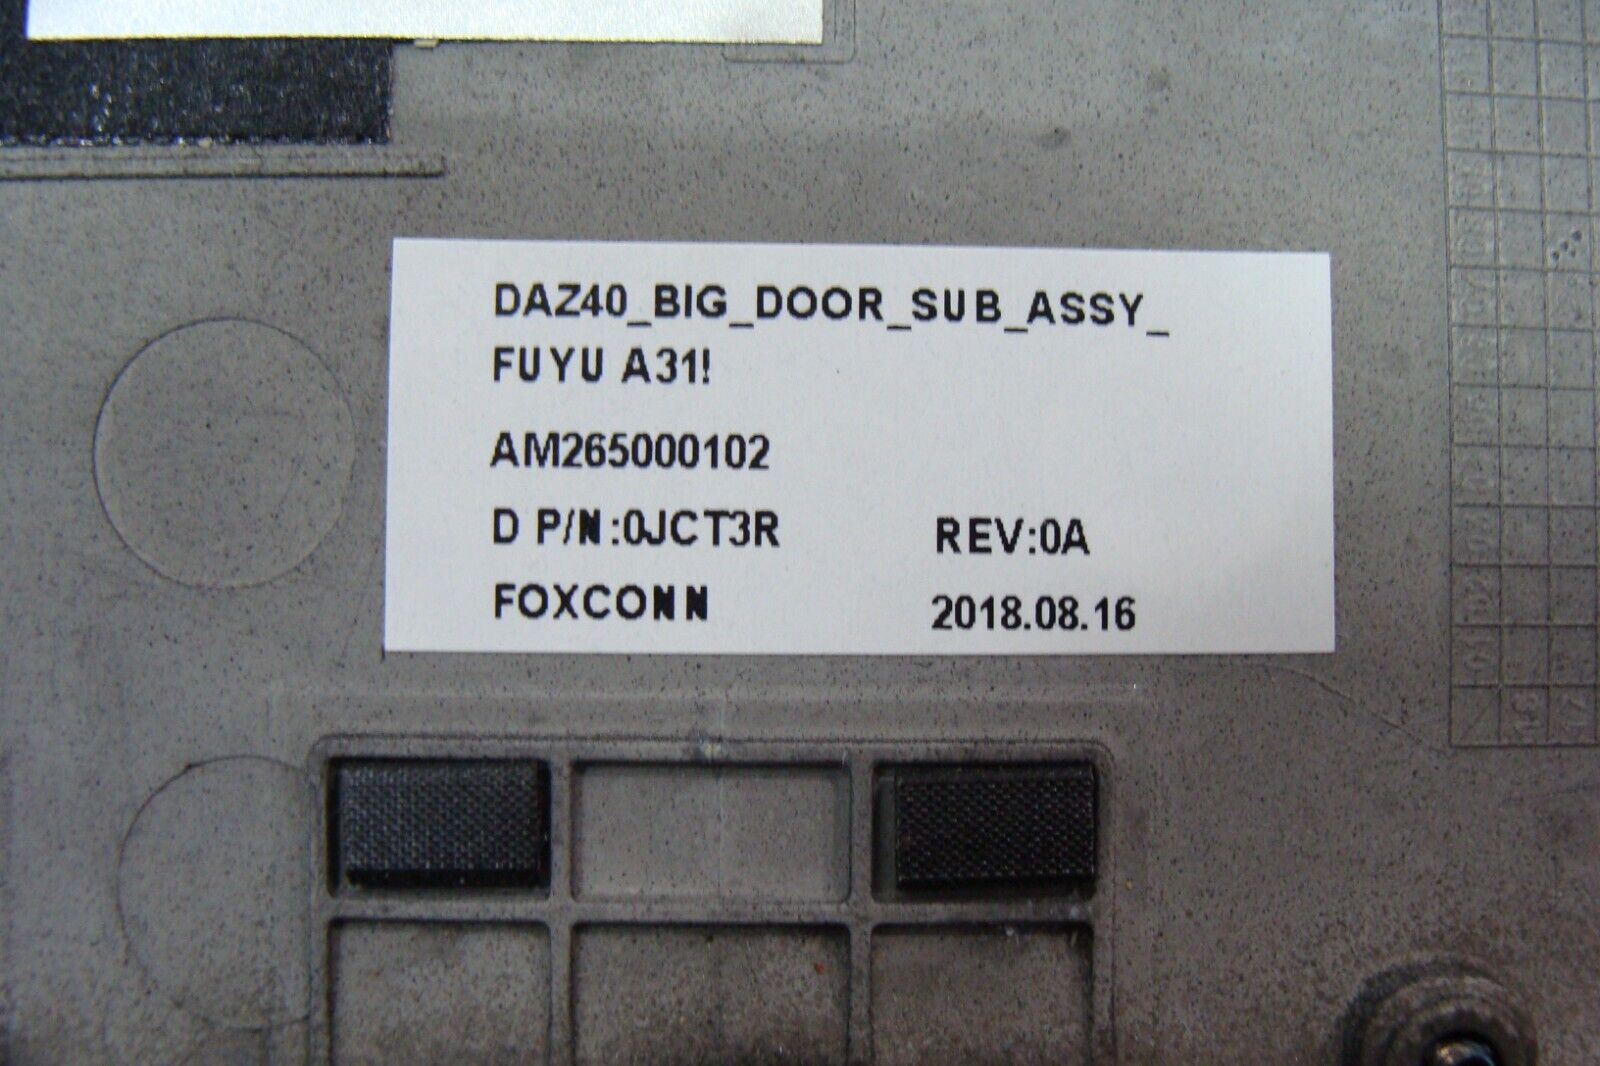 DAZ40_BIG_DOOR_SUB_ASSY_
FUYU A31!
AM265000102
D P/N:0JCT3R REV:0A
FOXCONN 2018.08.16